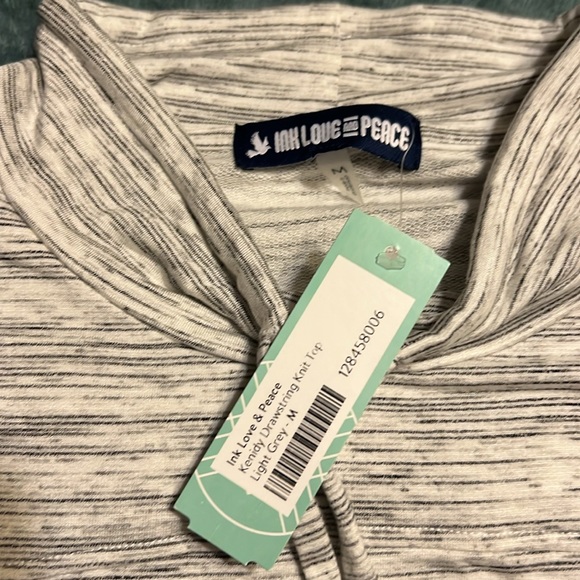 INK LOVE AND PEACE
M
Ink Love & Peace
Kenidy Drawstring Knit Top
Light Grey - M
128458006